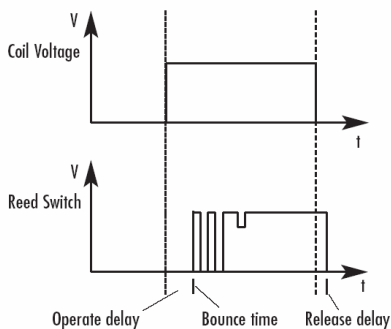 V
Coil Voltage
t
V
Reed Switch
t
Operate delay
Bounce time
Release delay